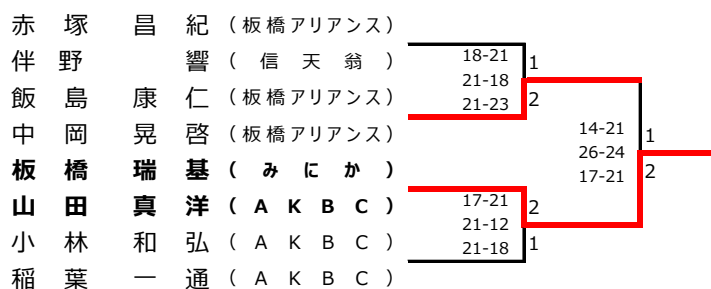 赤塚 昌紀 (板橋アリアンス)
伴野 響 (信天翁)
飯島 康仁 (板橋アリアンス)
中岡 晃啓 (板橋アリアンス)
板橋 瑞基 (みにか)
山田 真洋 (AKBC)
小林 和弘 (AKBC)
稲葉 一通 (AKBC)
18-21
21-18
21-23
1
2
17-21
21-12
21-18
2
1
14-21
26-24
17-21
1
2